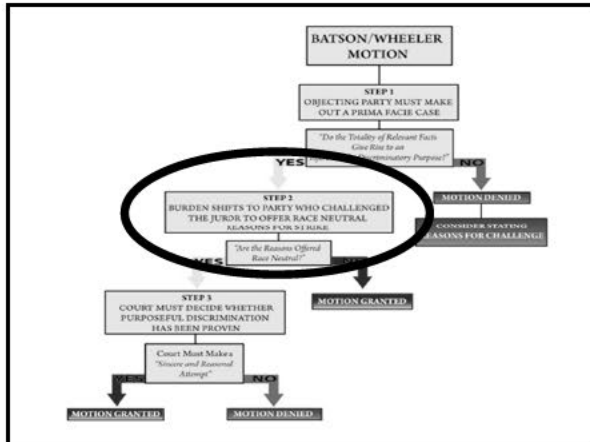 BATSON/WHEELER
MOTION
STEP 1
OBJECTING PARTY MUST MAKE
OUT A PRIMA FACIE CASE
"Do the Totality of Relevant Facts
Give Rise to an
Discriminatory Purpose?"
YES
NO
STEP 2
BURDEN SHIFTS TO PARTY WHO CHALLENGED
THE JUROR TO OFFER RACE NEUTRAL
REASONS FOR STRIKE
MOTION DENIED
CONSIDER STATING
REASONS FOR CHALLENGE
"Are the Reasons Offered
Race Neutral?"
YES
MOTION GRANTED
STEP 3
COURT MUST DECIDE WHETHER
PURPOSEFUL DISCRIMINATION
HAS BEEN PROVEN
Court Must Make a
"Sincere and Reasoned
Attempt"
YES
NO
MOTION GRANTED
MOTION DENIED